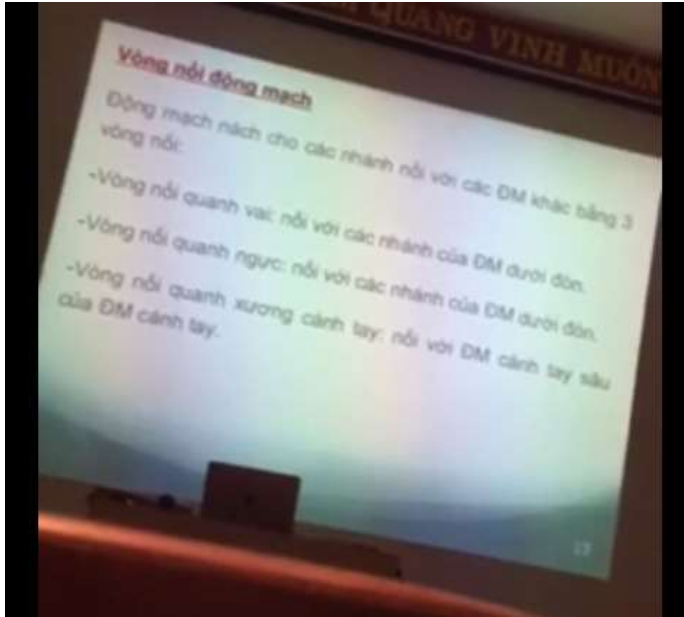 QUANG VINH MUÔN
Vòng nối động mạch
Động mạch nách cho các nhánh nối với các ĐM khác bằng 3
vòng nối:
-Vòng nối quanh vai: nối với các nhánh của ĐM dưới đòn.
-Vòng nối quanh ngực: nối với các nhánh của ĐM dưới đòn.
-Vòng nối quanh xương cánh tay: nối với ĐM cánh tay sâu
của ĐM cánh tay.
17